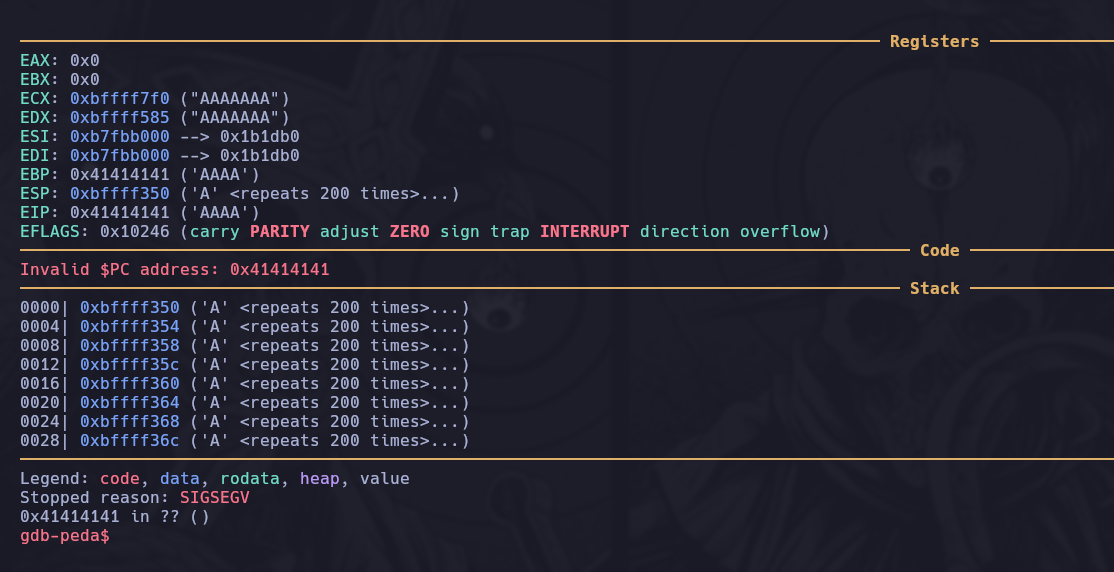 Registers
EAX: 0x0
EBX: 0x0
ECX: 0xbffff7f0 ("AAAAAAA")
EDX: 0xbffff585 ("AAAAAAA")
ESI: 0xb7fbb000 --> 0x1b1db0
EDI: 0xb7fbb000 --> 0x1b1db0
EBP: 0x41414141 ('AAAA')
ESP: 0xbffff350 ('A' <repeats 200 times>...)
EIP: 0x41414141 ('AAAA')
EFLAGS: 0x10246 (carry PARITY adjust ZERO sign trap INTERRUPT direction overflow)
Code
Invalid $PC address: 0x41414141
Stack
0000| 0xbffff350 ('A' <repeats 200 times>...)
0004| 0xbffff354 ('A' <repeats 200 times>...)
0008| 0xbffff358 ('A' <repeats 200 times>...)
0012| 0xbffff35c ('A' <repeats 200 times>...)
0016| 0xbffff360 ('A' <repeats 200 times>...)
0020| 0xbffff364 ('A' <repeats 200 times>...)
0024| 0xbffff368 ('A' <repeats 200 times>...)
0028| 0xbffff36c ('A' <repeats 200 times>...)
Legend: code, data, rodata, heap, value
Stopped reason: SIGSEGV
0x41414141 in ?? ()
gdb-peda$